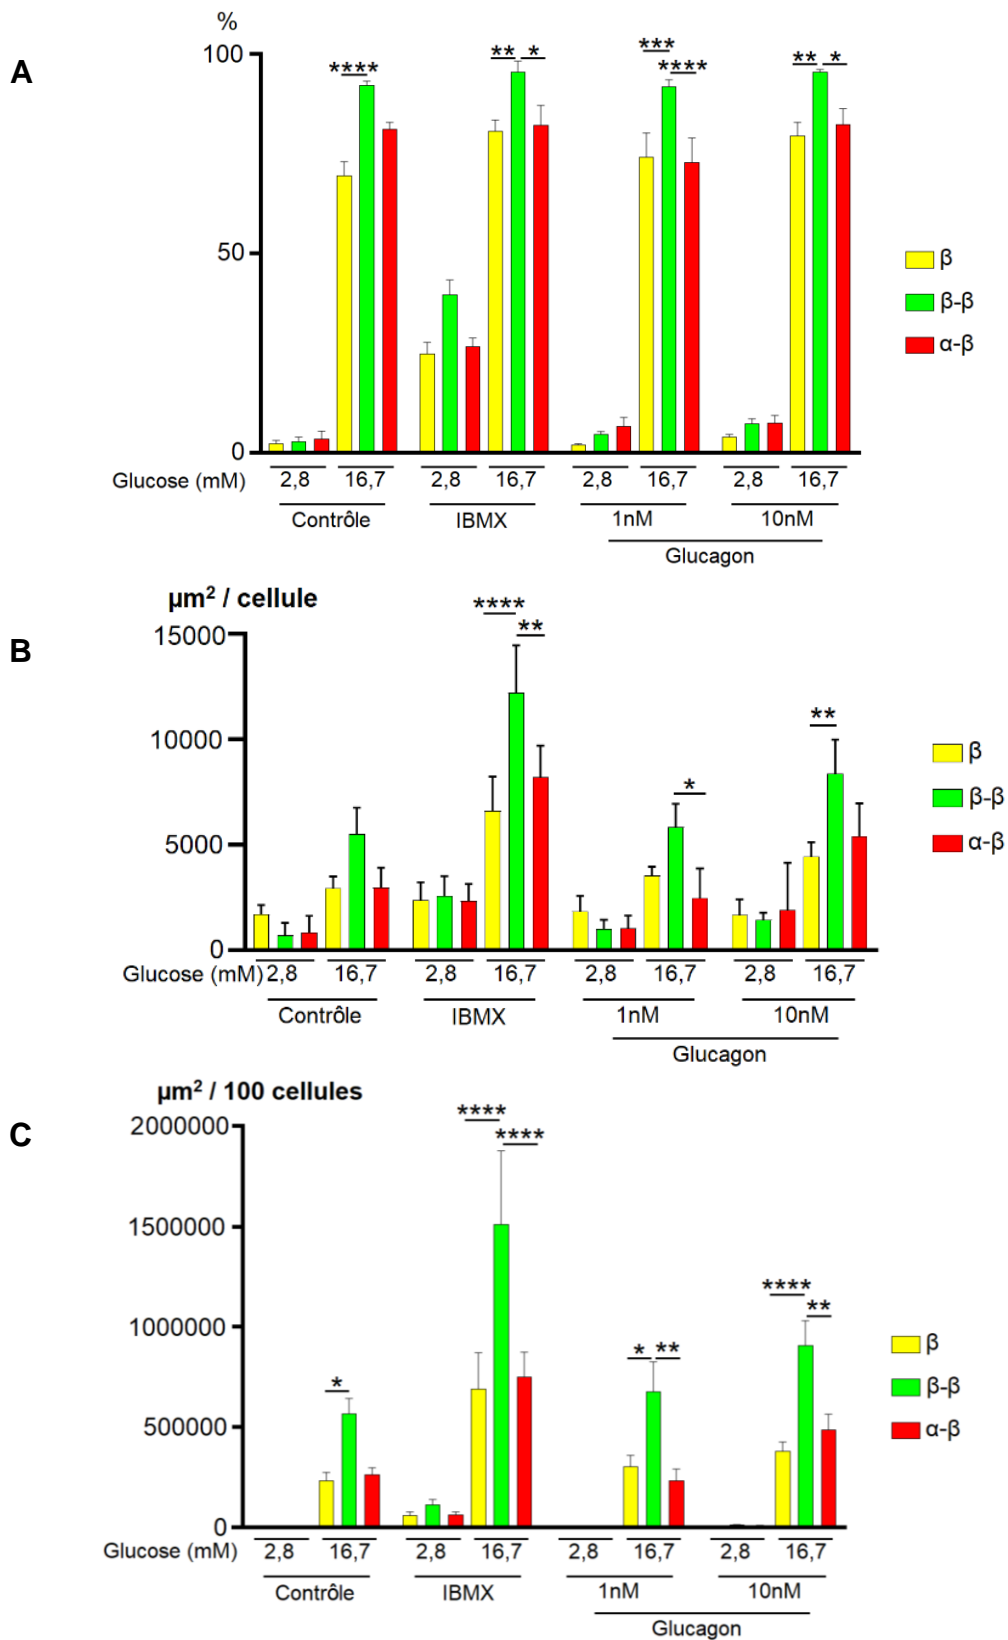 A
%
100
50
0
**** ** * *** **** ** *
β
β-β
α-β
Glucose (mM) 2,8 16,7 2,8 16,7 2,8 16,7 2,8 16,7
Contrôle IBMX 1nM 10nM
Glucagon
B
µm² / cellule
15000
10000
5000
0
**** ** * **
β
β-β
α-β
Glucose (mM) 2,8 16,7 2,8 16,7 2,8 16,7 2,8 16,7
Contrôle IBMX 1nM 10nM
Glucagon
C
µm² / 100 cellules
2000000
1500000
1000000
500000
0
* **** **** * ** **** **
β
β-β
α-β
Glucose (mM) 2,8 16,7 2,8 16,7 2,8 16,7 2,8 16,7
Contrôle IBMX 1nM 10nM
Glucagon